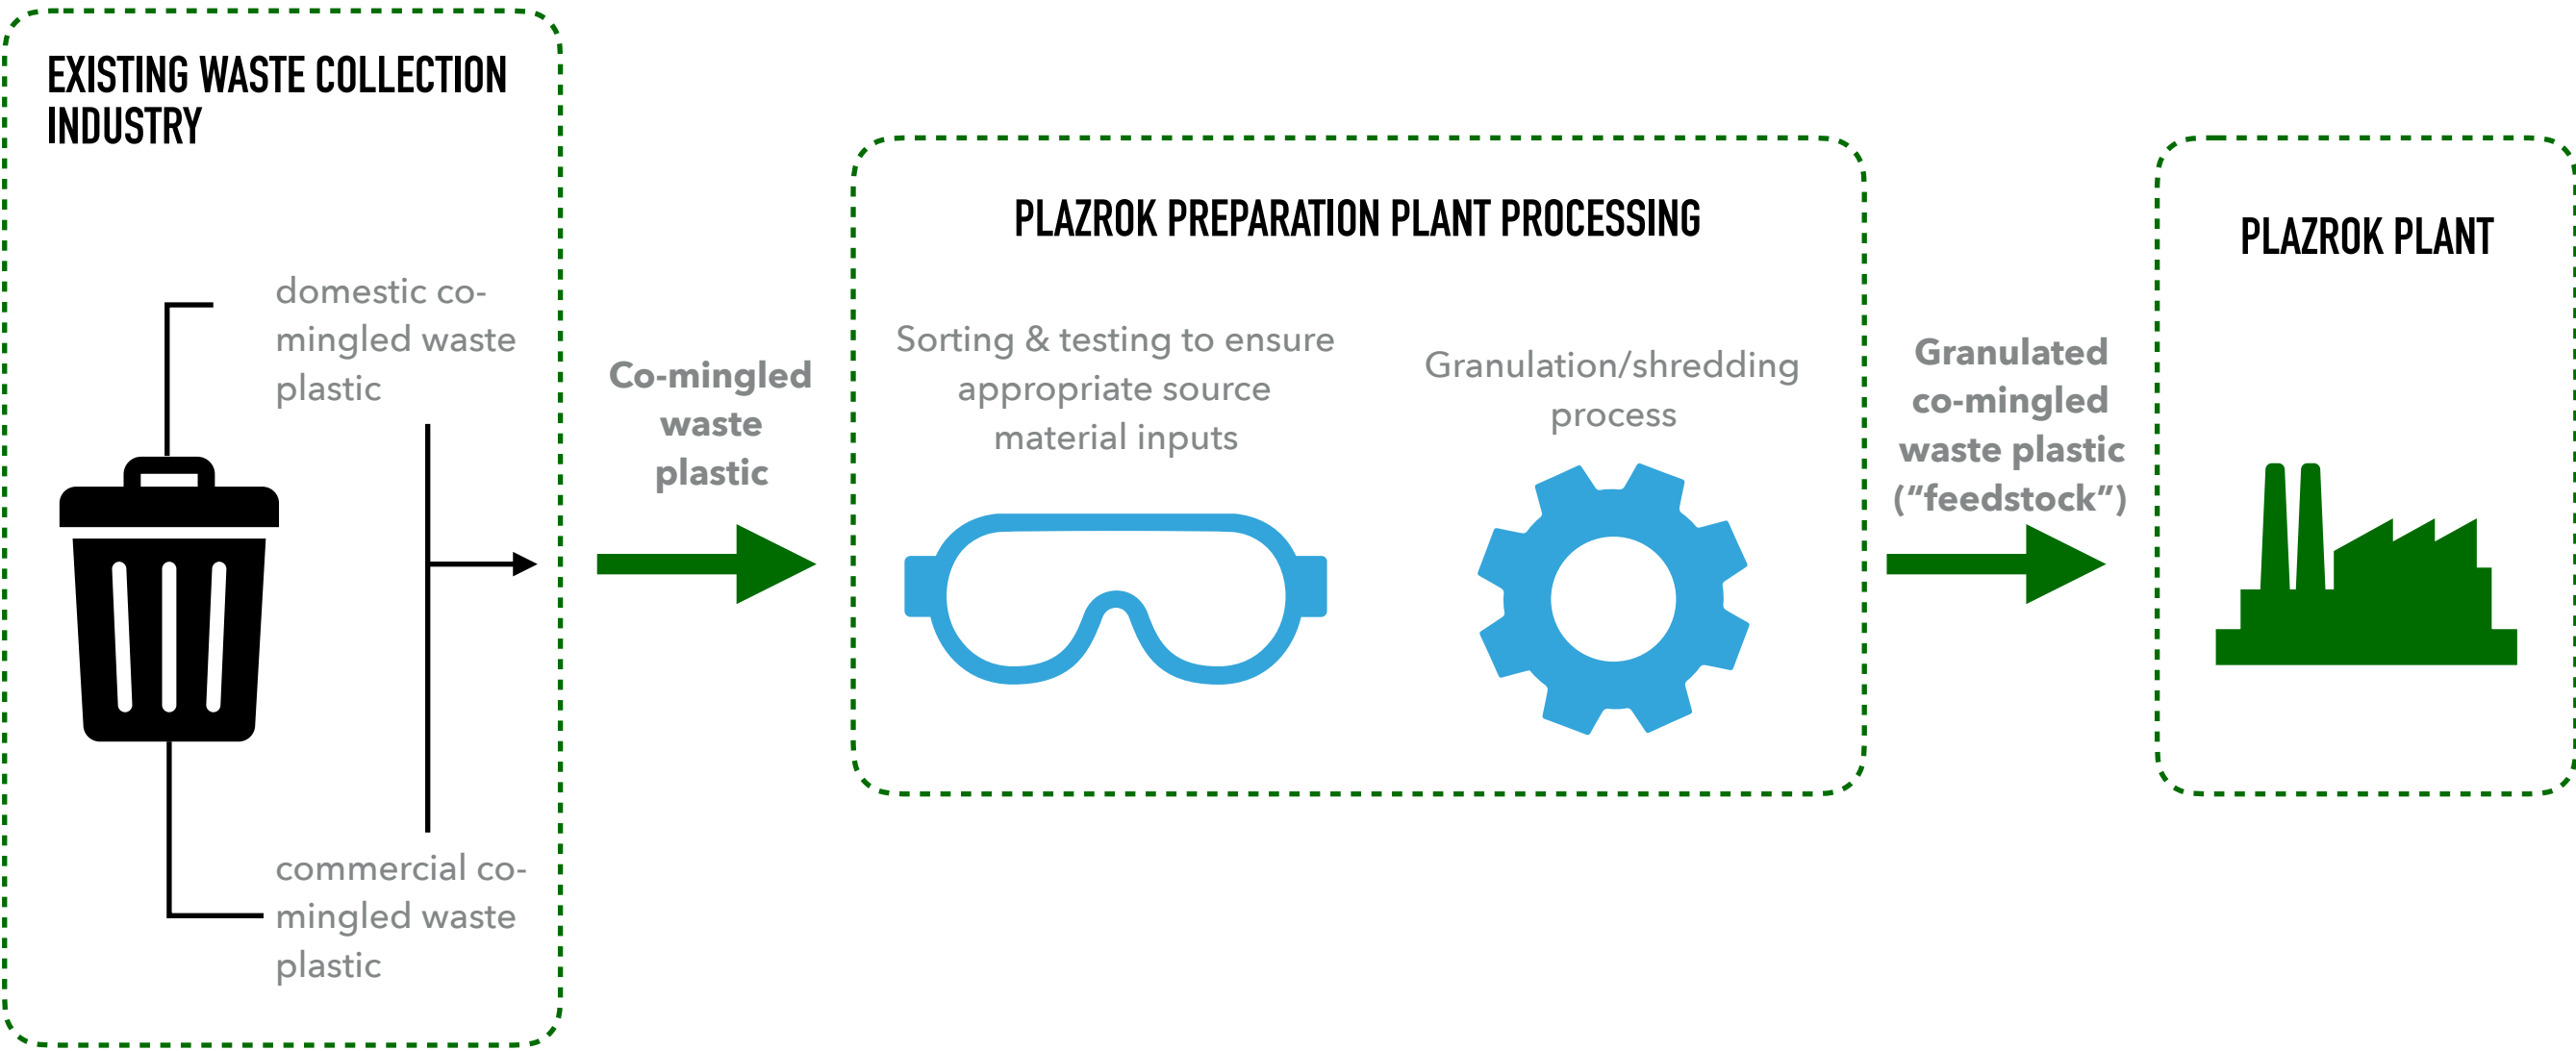 EXISTING WASTE COLLECTION
INDUSTRY
domestic co-
mingled waste
plastic
commercial co-
mingled waste
plastic
Co-mingled
waste
plastic
PLAZROK PREPARATION PLANT PROCESSING
Sorting & testing to ensure
appropriate source
material inputs
Granulation/shredding
process
Granulated
co-mingled
waste plastic
(“feedstock”)
PLAZROK PLANT